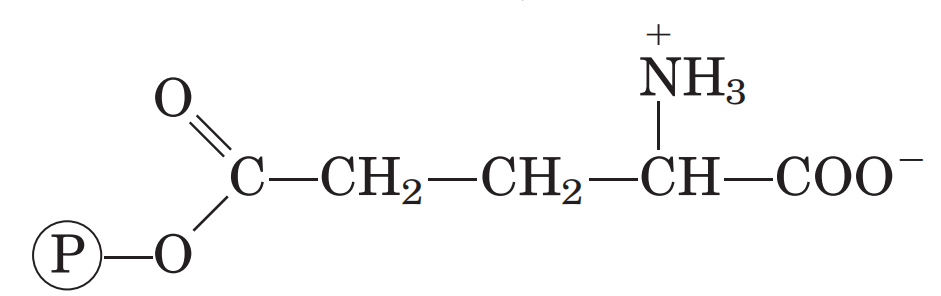 +
NH₃
O
C—CH₂—CH₂—CH—COO⁻
P—O